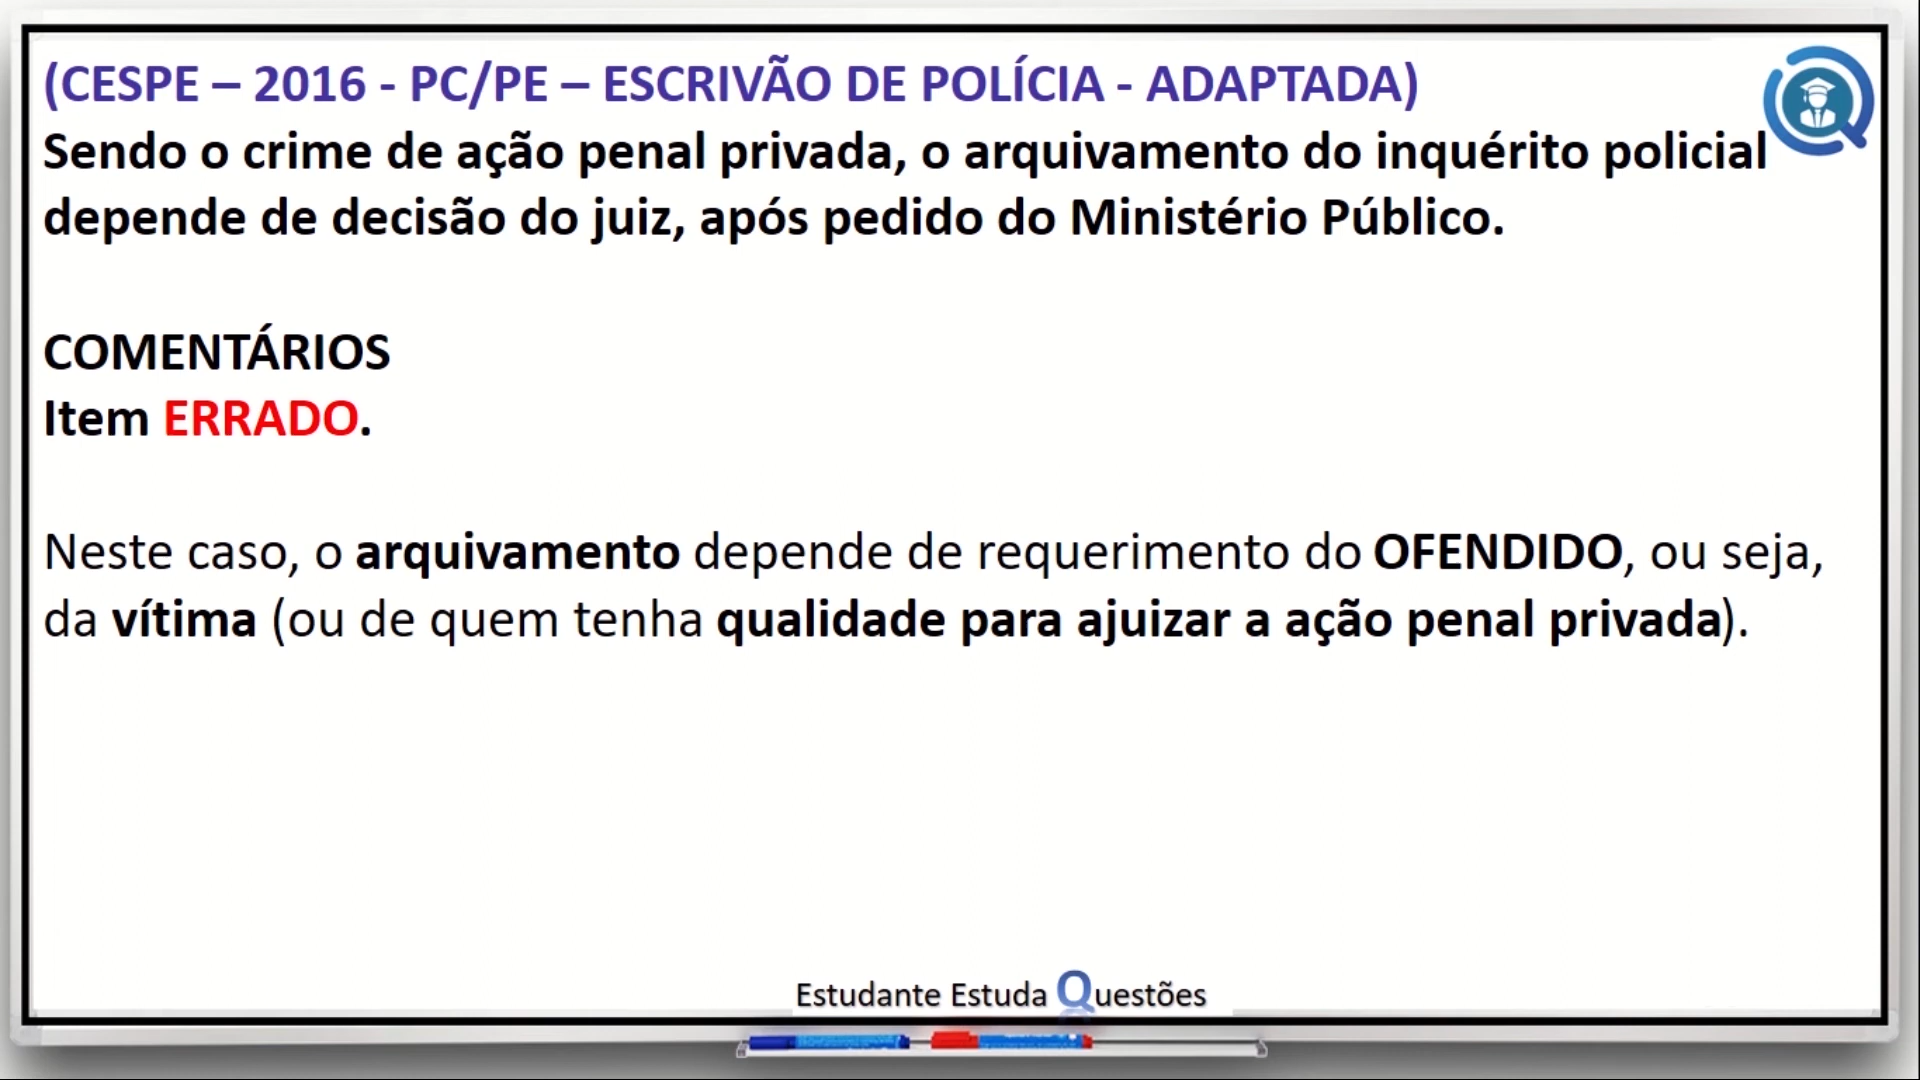 (CESPE – 2016 - PC/PE – ESCRIVÃO DE POLÍCIA - ADAPTADA)
Sendo o crime de ação penal privada, o arquivamento do inquérito policial
depende de decisão do juiz, após pedido do Ministério Público.
COMENTÁRIOS
Item ERRADO.
Neste caso, o arquivamento depende de requerimento do OFENDIDO, ou seja,
da vítima (ou de quem tenha qualidade para ajuizar a ação penal privada).
Estudante Estuda Questões